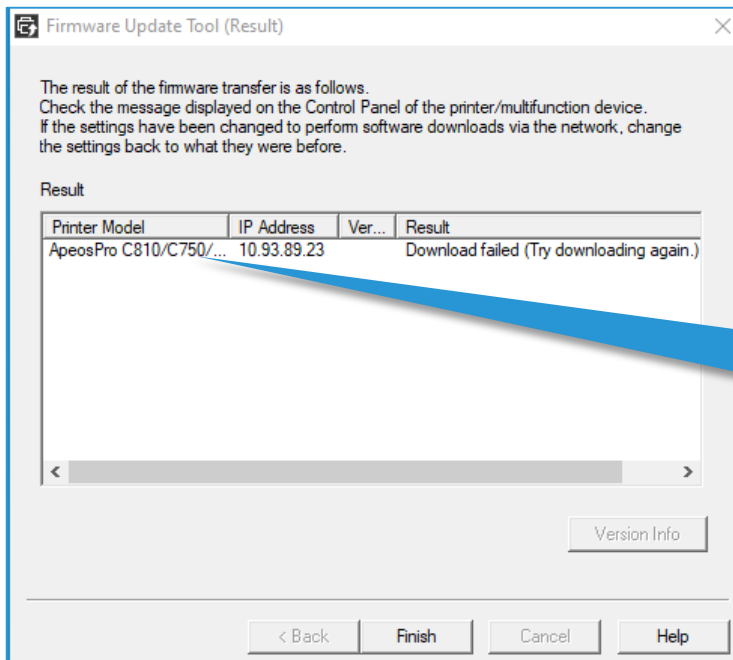 Firmware Update Tool (Result)
The result of the firmware transfer is as follows.
Check the message displayed on the Control Panel of the printer/multifunction device.
If the settings have been changed to perform software downloads via the network, change
the settings back to what they were before.
Result
Printer Model IP Address Ver... Result
ApeosPro C810/C750/... 10.93.89.23 Download failed (Try downloading again.)
Version Info
< Back Finish Cancel Help